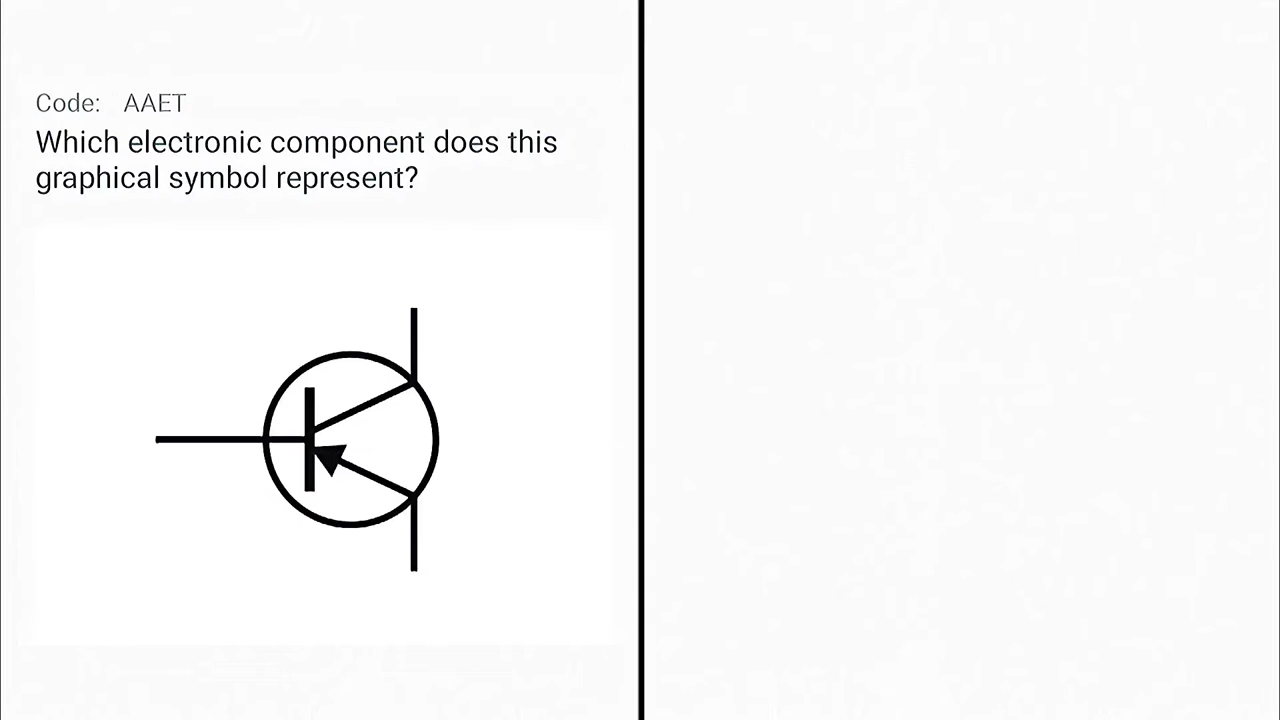 Code: AAET
Which electronic component does this
graphical symbol represent?